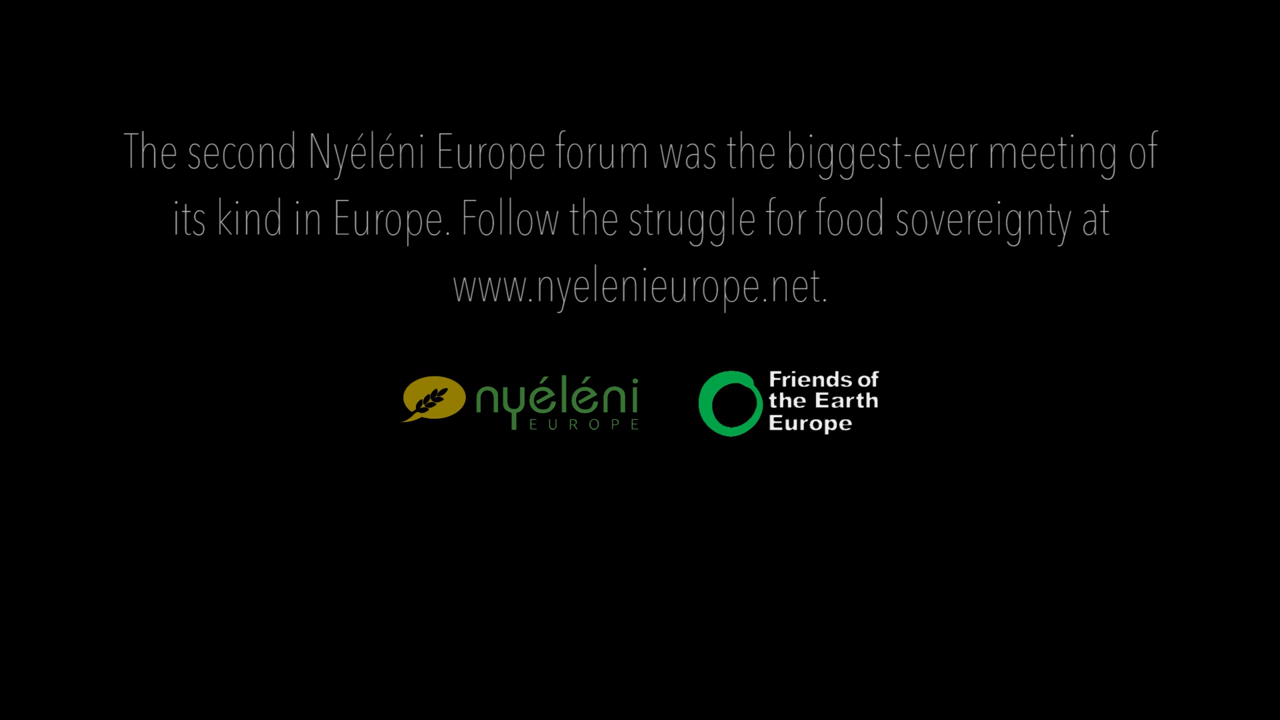 The second Nyéléni Europe forum was the biggest-ever meeting of
its kind in Europe. Follow the struggle for food sovereignty at
www.nyelenieurope.net.
nyéléni
EUROPE
Friends of
the Earth
Europe